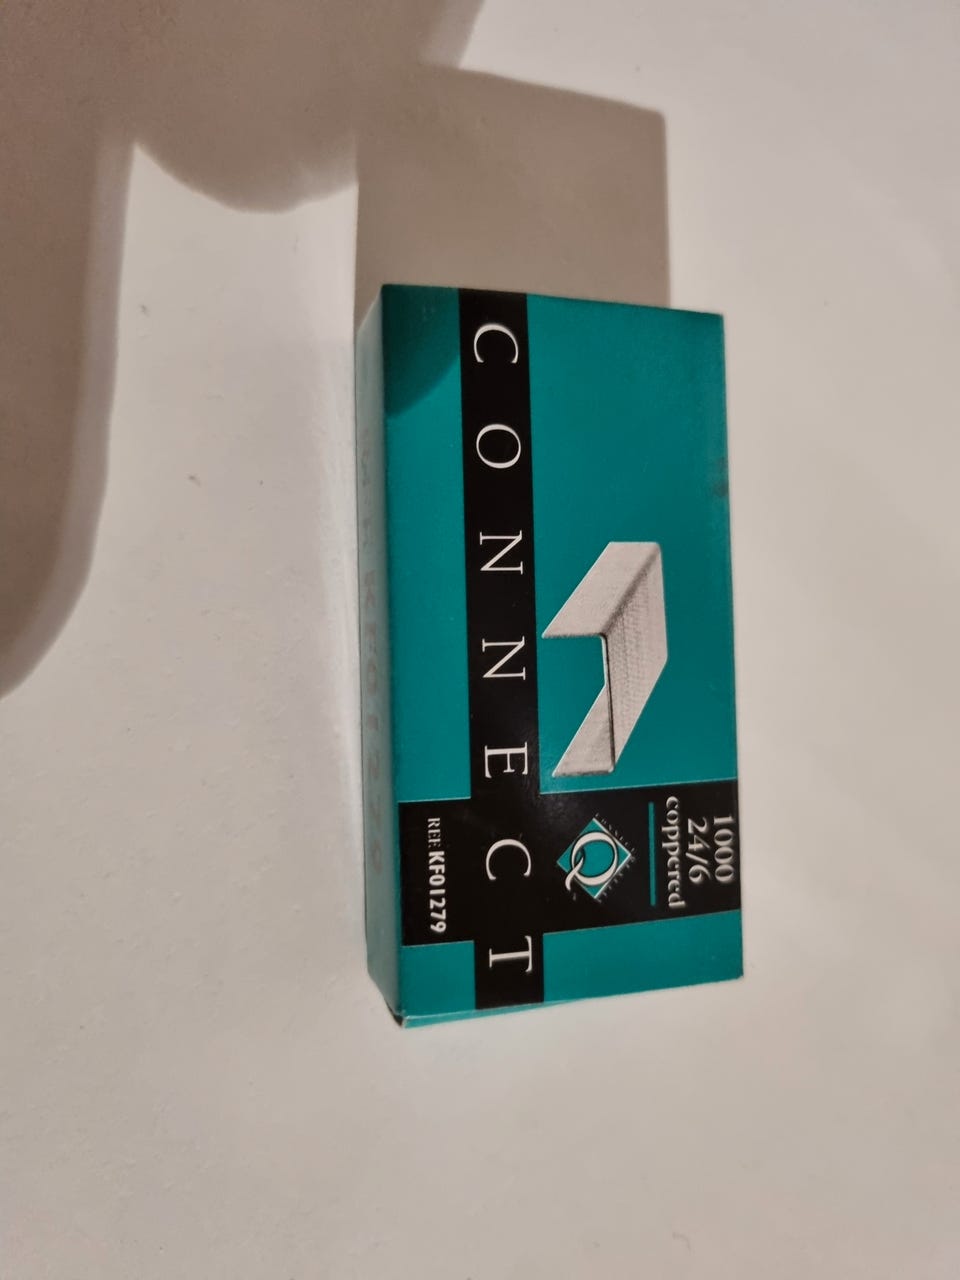 1000
24/6
coppered
Q
CONNECT
REF. KF01279